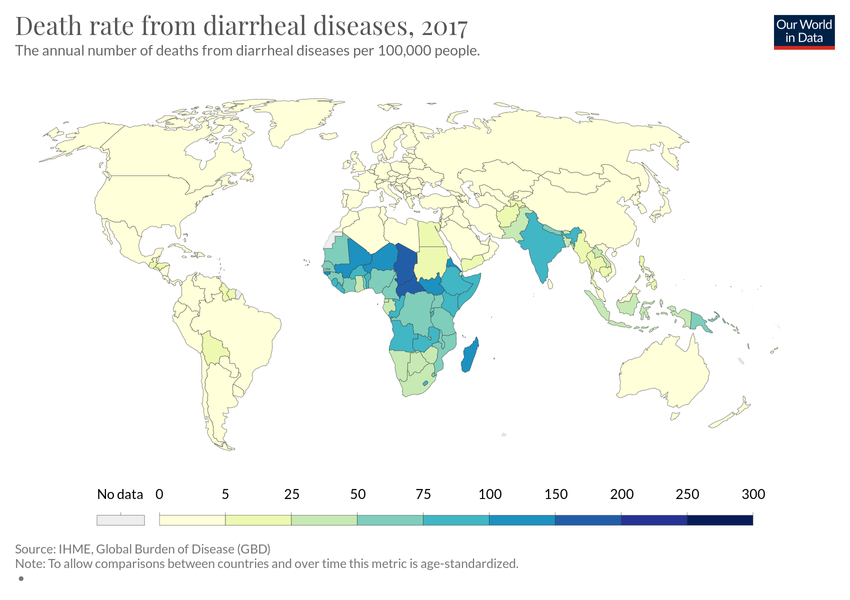 Death rate from diarrheal diseases, 2017
The annual number of deaths from diarrheal diseases per 100,000 people.
Our World
in Data
No data 0 5 25 50 75 100 150 200 250 300
Source: IHME, Global Burden of Disease (GBD)
Note: To allow comparisons between countries and over time this metric is age-standardized.